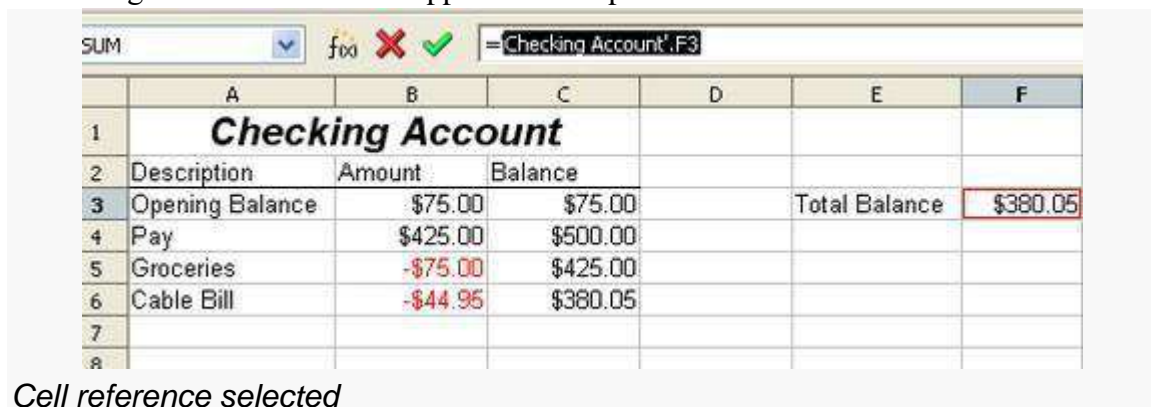 SUM f(x) =Checking Account'.F3
A B C D E F
1 Checking Account
2 Description Amount Balance
3 Opening Balance $75.00 $75.00 Total Balance $380.05
4 Pay $425.00 $500.00
5 Groceries -$75.00 $425.00
6 Cable Bill -$44.95 $380.05
7
8
Cell reference selected